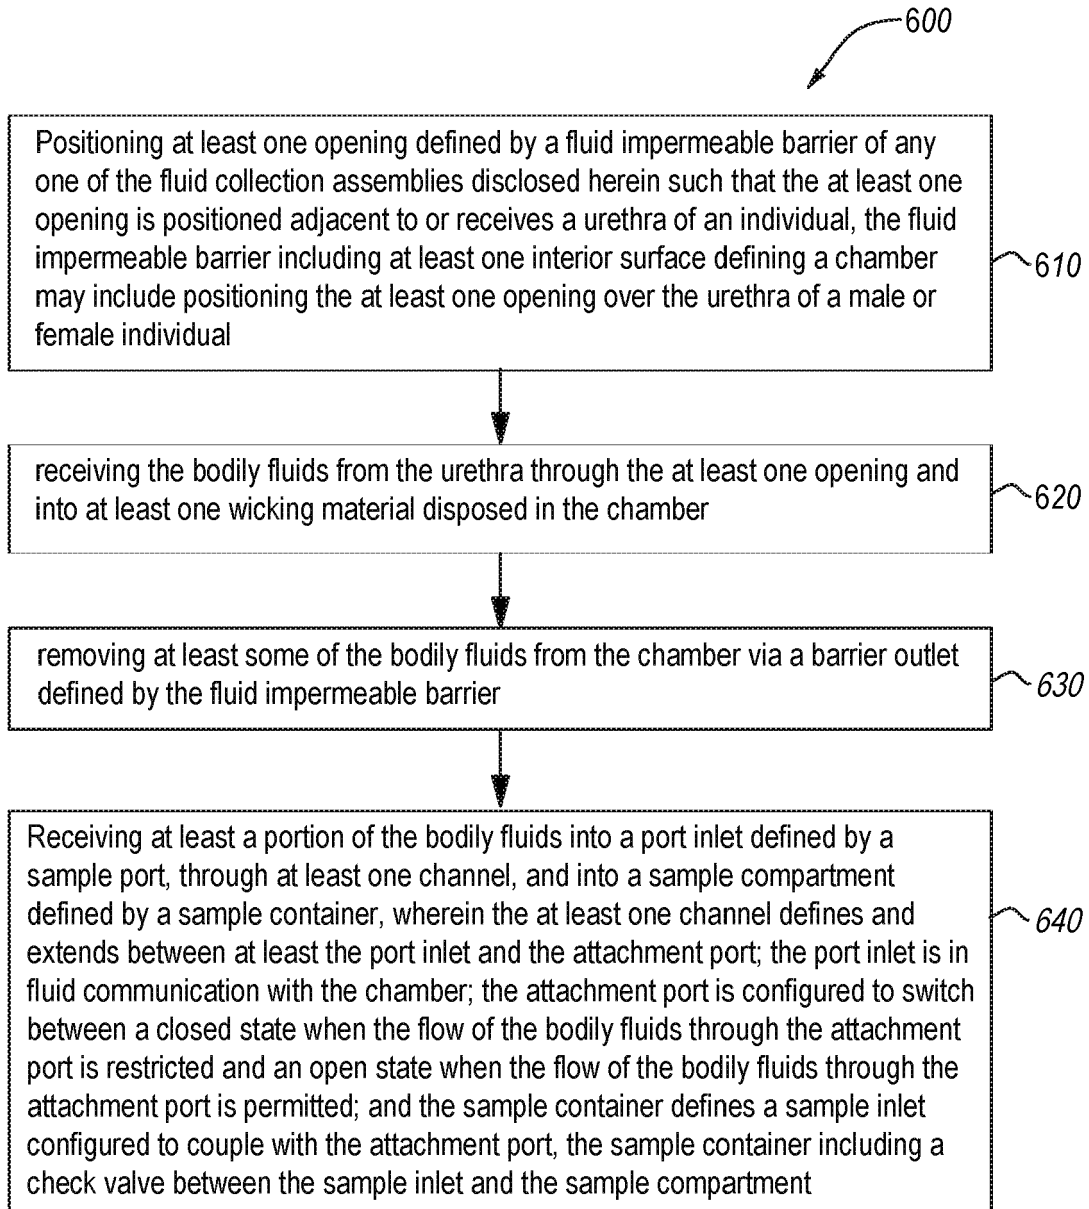 600
Positioning at least one opening defined by a fluid impermeable barrier of any
one of the fluid collection assemblies disclosed herein such that the at least one
opening is positioned adjacent to or receives a urethra of an individual, the fluid
impermeable barrier including at least one interior surface defining a chamber
may include positioning the at least one opening over the urethra of a male or
female individual
610
receiving the bodily fluids from the urethra through the at least one opening and
into at least one wicking material disposed in the chamber
620
removing at least some of the bodily fluids from the chamber via a barrier outlet
defined by the fluid impermeable barrier
630
Receiving at least a portion of the bodily fluids into a port inlet defined by a
sample port, through at least one channel, and into a sample compartment
defined by a sample container, wherein the at least one channel defines and
extends between at least the port inlet and the attachment port; the port inlet is in
fluid communication with the chamber; the attachment port is configured to switch
between a closed state when the flow of the bodily fluids through the attachment
port is restricted and an open state when the flow of the bodily fluids through the
attachment port is permitted; and the sample container defines a sample inlet
configured to couple with the attachment port, the sample container including a
check valve between the sample inlet and the sample compartment
640